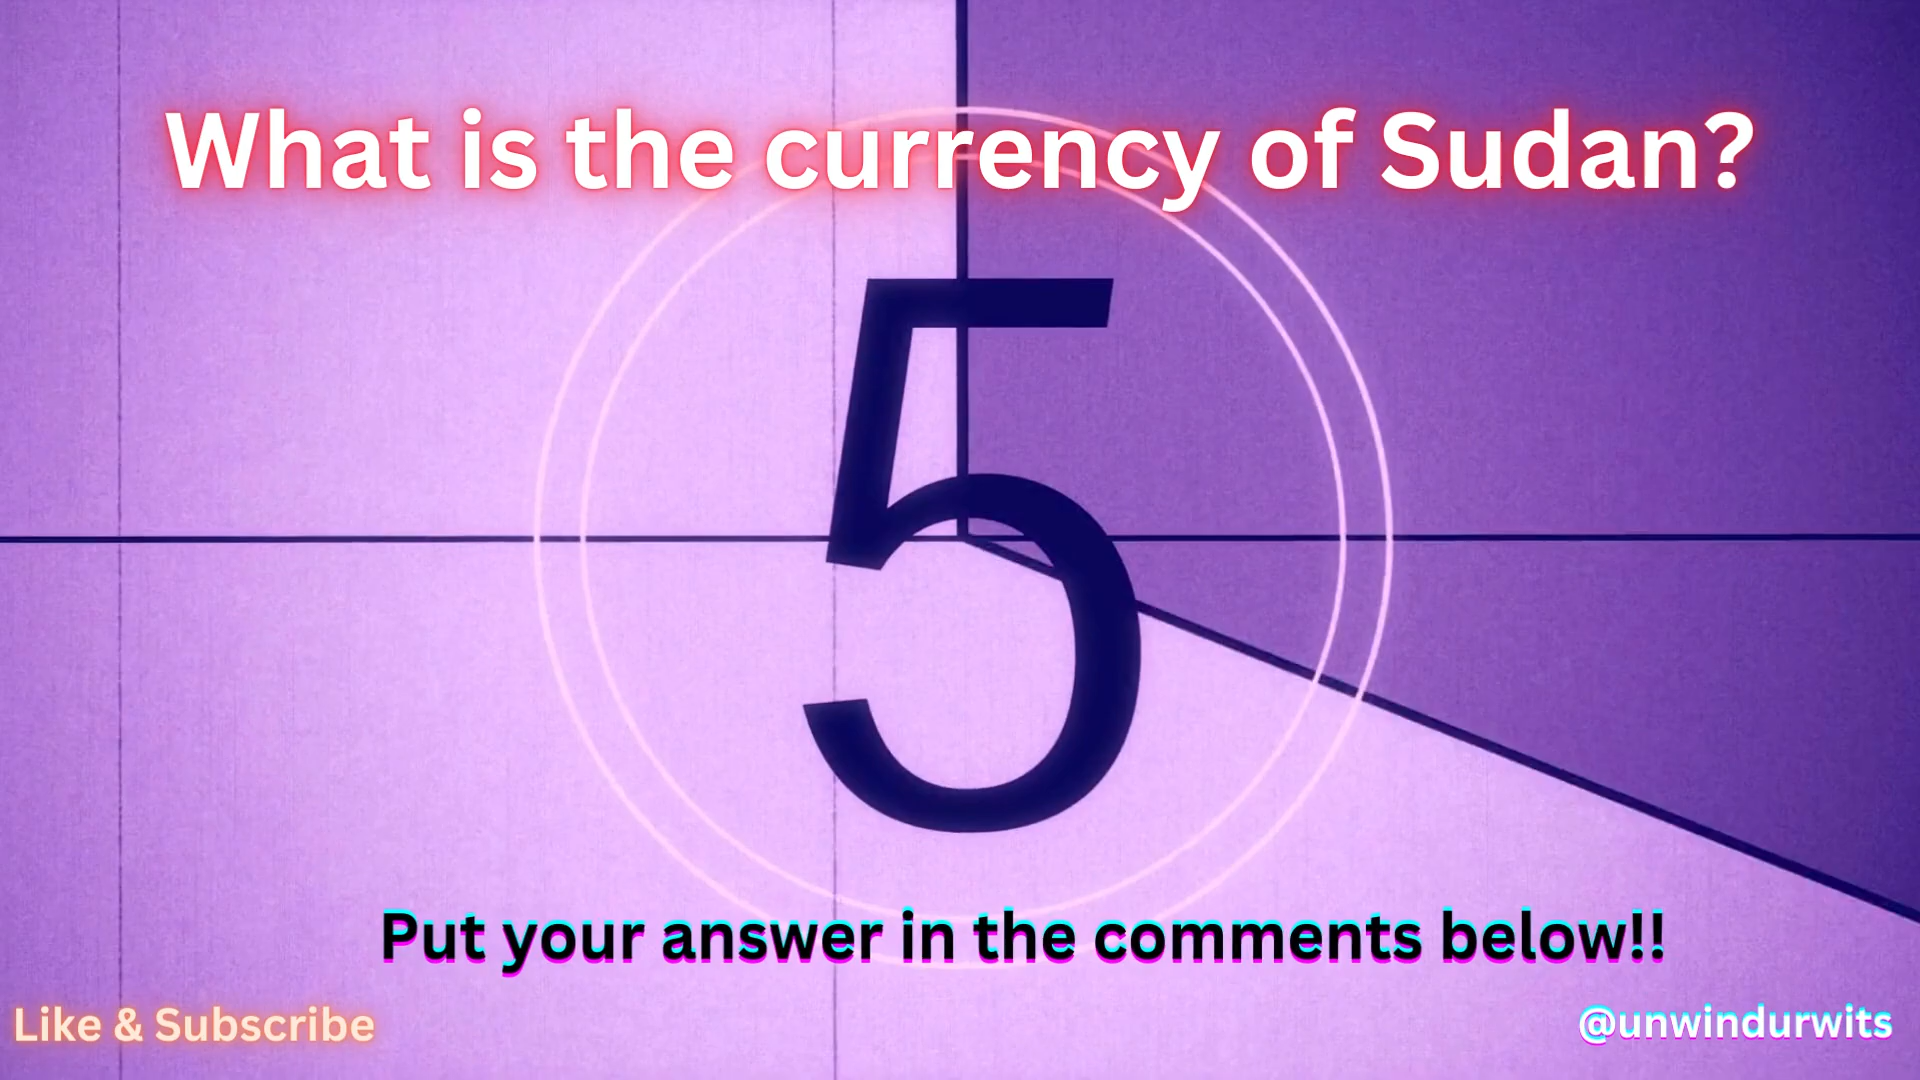 What is the currency of Sudan?
5
Put your answer in the comments below!!
Like & Subscribe
@unwindurwits